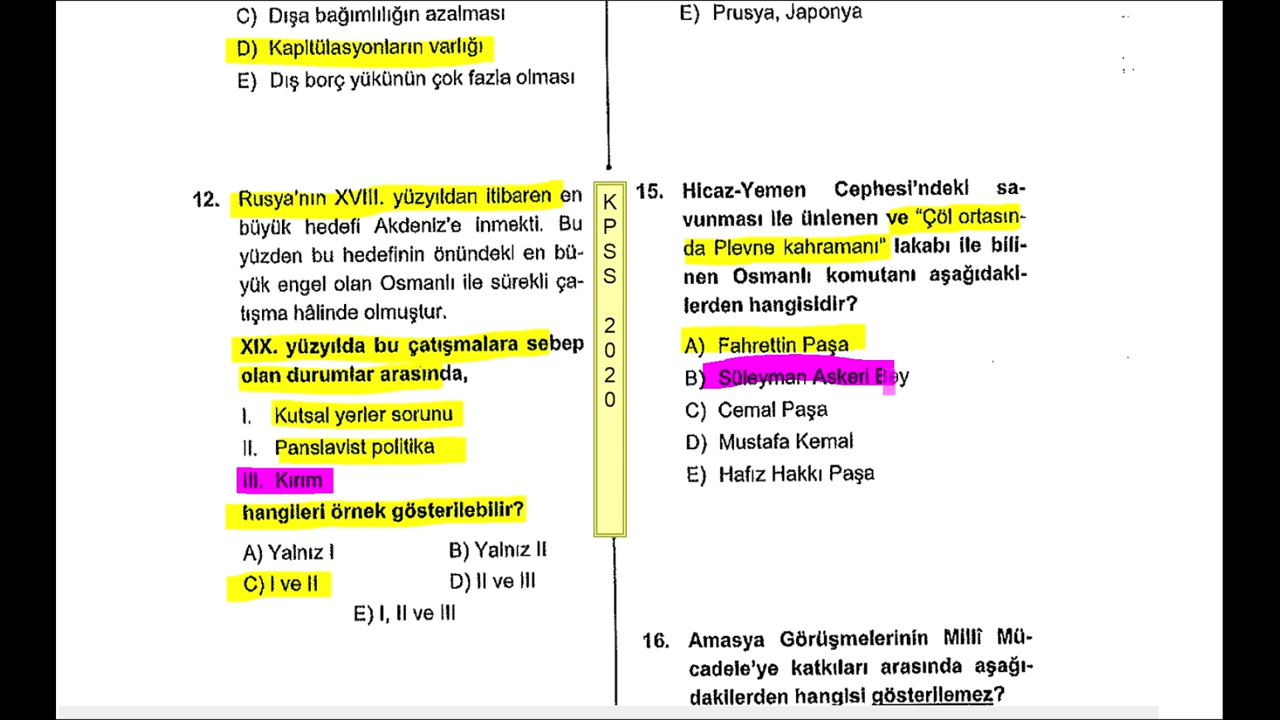 C) Dışa bağımlılığın azalması
D) Kapitülasyonların varlığı
E) Dış borç yükünün çok fazla olması
12. Rusya'nın XVIII. yüzyıldan itibaren en
büyük hedefi Akdeniz'e inmekti. Bu
yüzden bu hedefinin önündeki en bü-
yük engel olan Osmanlı ile sürekli ça-
tışma hâlinde olmuştur.
XIX. yüzyılda bu çatışmalara sebep
olan durumlar arasında,
I. Kutsal yerler sorunu
II. Panslavist politika
III. Kırım
hangileri örnek gösterilebilir?
A) Yalnız I
B) Yalnız II
C) I ve II
D) II ve III
E) I, II ve III
KPSS 2020
E) Prusya, Japonya
15. Hicaz-Yemen Cephesi'ndeki sa-
vunması ile ünlenen ve "Çöl ortasın-
da Plevne kahramanı" lakabı ile bili-
nen Osmanlı komutanı aşağıdaki-
lerden hangisidir?
A) Fahrettin Paşa
B) Süleyman Askeri Bey
C) Cemal Paşa
D) Mustafa Kemal
E) Hafız Hakkı Paşa
16. Amasya Görüşmelerinin Millî Mü-
cadele'ye katkıları arasında aşağı-
dakilerden hangisi gösterilemez?